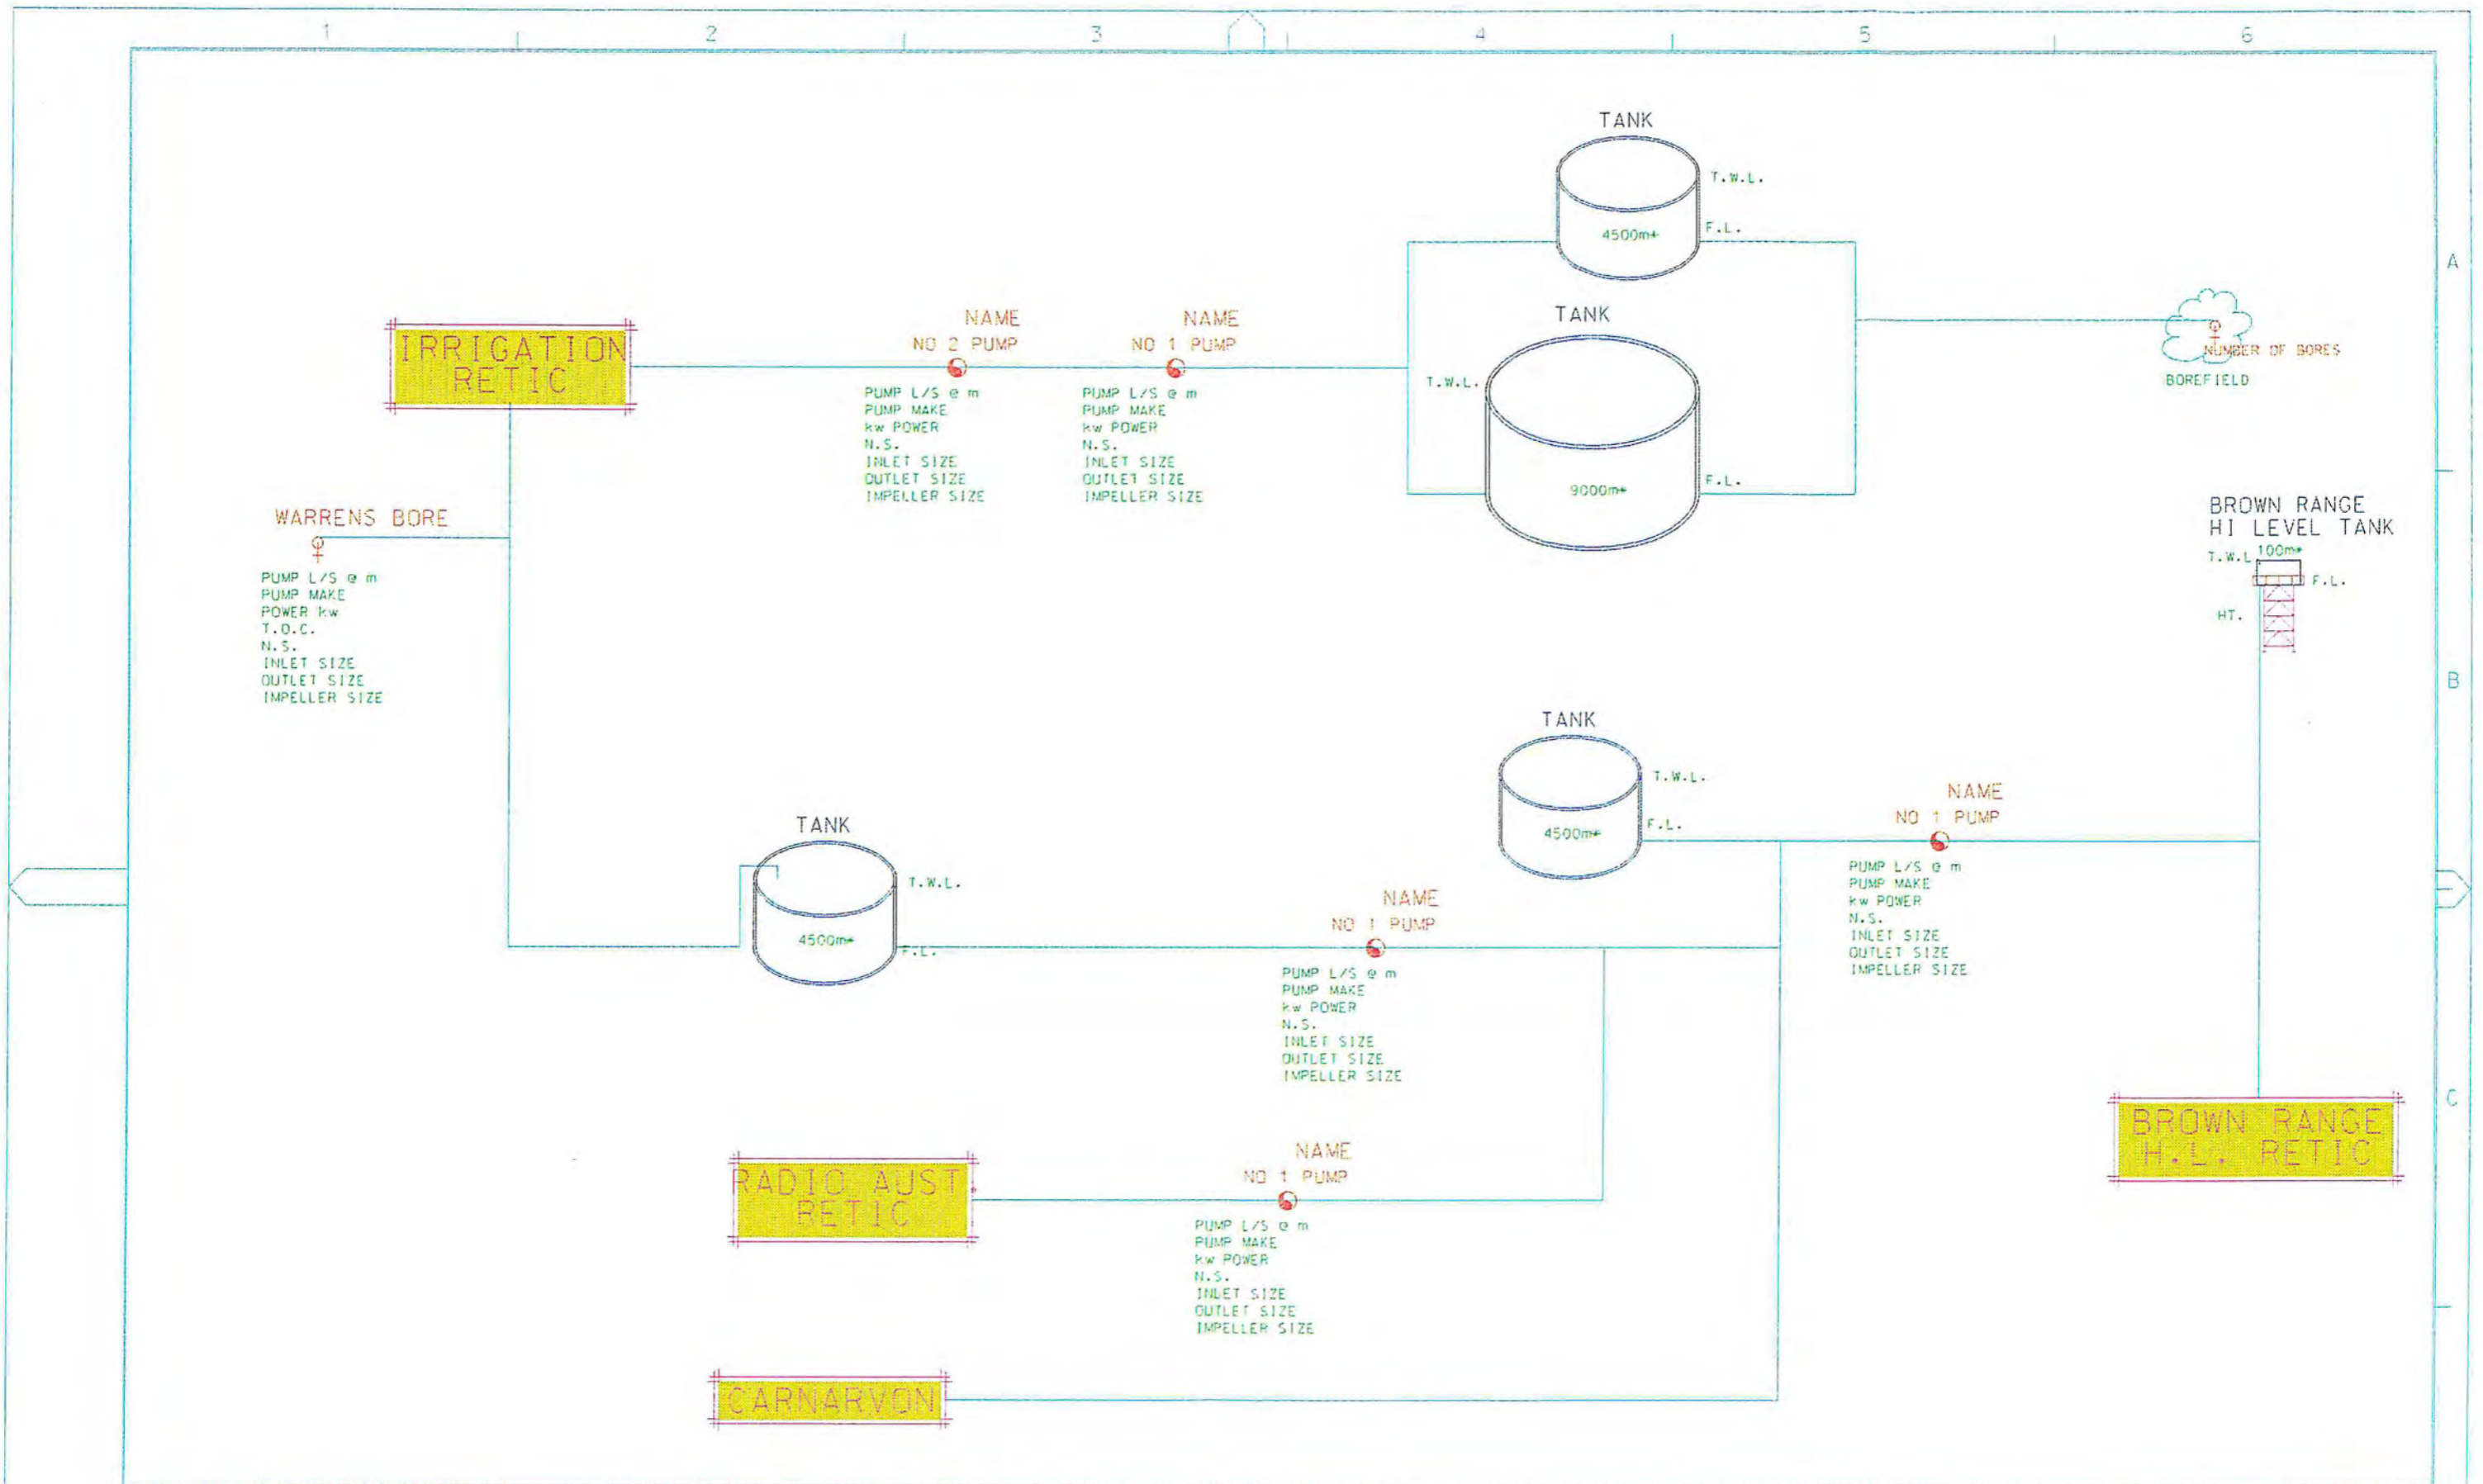 1 2 3 4 5 6
TANK
T.W.L.
4500m*
F.L.
A
TANK
NAME
NO 2 PUMP
NAME
NO 1 PUMP
IRRIGATION
RETIC
NUMBER OF BORES
BOREFIELD
T.W.L.
9000m*
F.L.
PUMP L/S @ m
PUMP MAKE
kw POWER
N.S.
INLET SIZE
OUTLET SIZE
IMPELLER SIZE
PUMP L/S @ m
PUMP MAKE
kw POWER
N.S.
INLET SIZE
OUTLET SIZE
IMPELLER SIZE
WARRENS BORE
PUMP L/S @ m
PUMP MAKE
POWER kw
T.O.C.
N.S.
INLET SIZE
OUTLET SIZE
IMPELLER SIZE
BROWN RANGE
HI LEVEL TANK
T.W.L 100m*
F.L.
HT.
B
TANK
T.W.L.
4500m*
F.L.
NAME
NO 1 PUMP
PUMP L/S @ m
PUMP MAKE
kw POWER
N.S.
INLET SIZE
OUTLET SIZE
IMPELLER SIZE
TANK
T.W.L.
4500m*
F.L.
NAME
NO 1 PUMP
PUMP L/S @ m
PUMP MAKE
kw POWER
N.S.
INLET SIZE
OUTLET SIZE
IMPELLER SIZE
C
BROWN RANGE
H.L. RETIC
RADIO AUST.
RETIC
NAME
NO 1 PUMP
PUMP L/S @ m
PUMP MAKE
kw POWER
N.S.
INLET SIZE
OUTLET SIZE
IMPELLER SIZE
CARNARVON